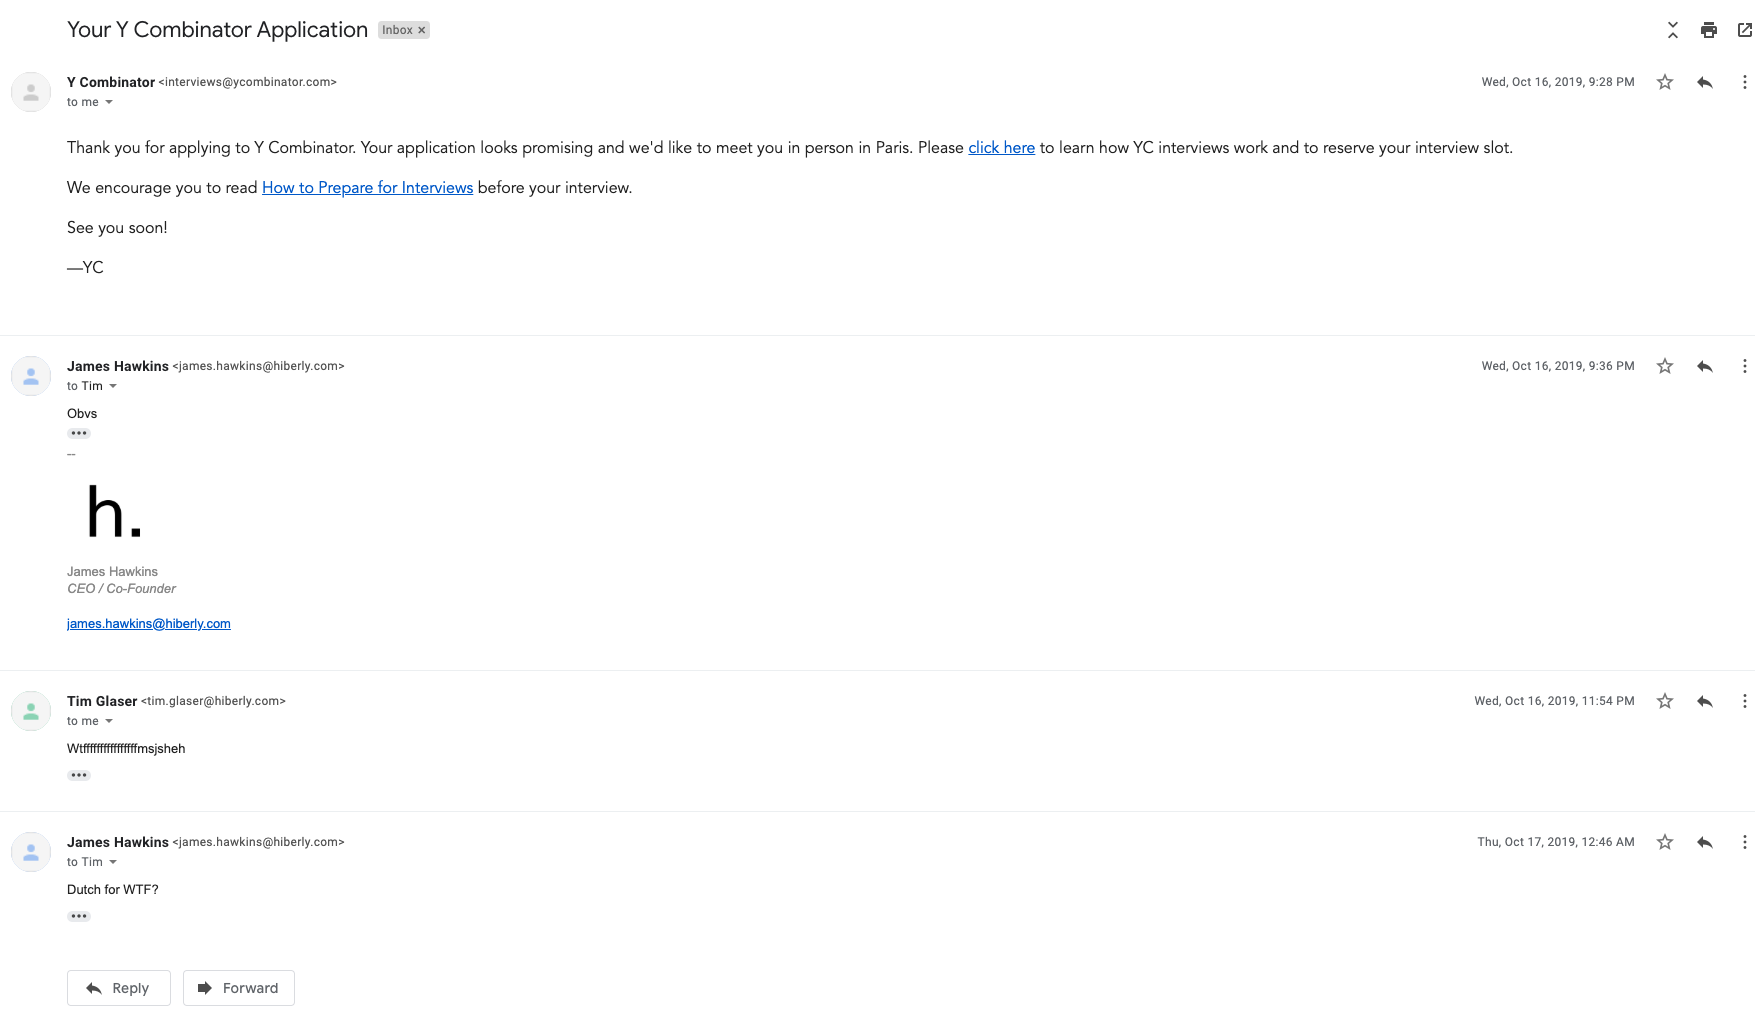 Your Y Combinator Application Inbox ×
Y Combinator <interviews@ycombinator.com> Wed, Oct 16, 2019, 9:28 PM
to me
Thank you for applying to Y Combinator. Your application looks promising and we'd like to meet you in person in Paris. Please click here to learn how YC interviews work and to reserve your interview slot.
We encourage you to read How to Prepare for Interviews before your interview.
See you soon!
—YC
James Hawkins <james.hawkins@hiberly.com> Wed, Oct 16, 2019, 9:36 PM
to Tim
Obvs
•••
--
h.
James Hawkins
CEO / Co-Founder
james.hawkins@hiberly.com
Tim Glaser <tim.glaser@hiberly.com> Wed, Oct 16, 2019, 11:54 PM
to me
Wtfffffffffffffffffmsjsheh
•••
James Hawkins <james.hawkins@hiberly.com> Thu, Oct 17, 2019, 12:46 AM
to Tim
Dutch for WTF?
•••
Reply Forward